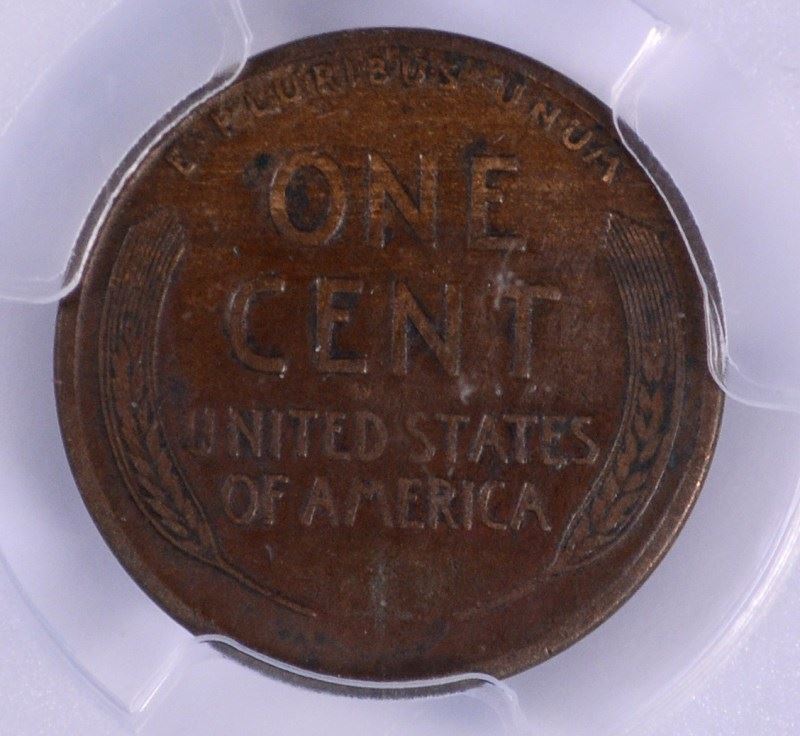 E·PLURIBUS·UNUM
ONE
CENT
UNITED·STATES
OF AMERICA